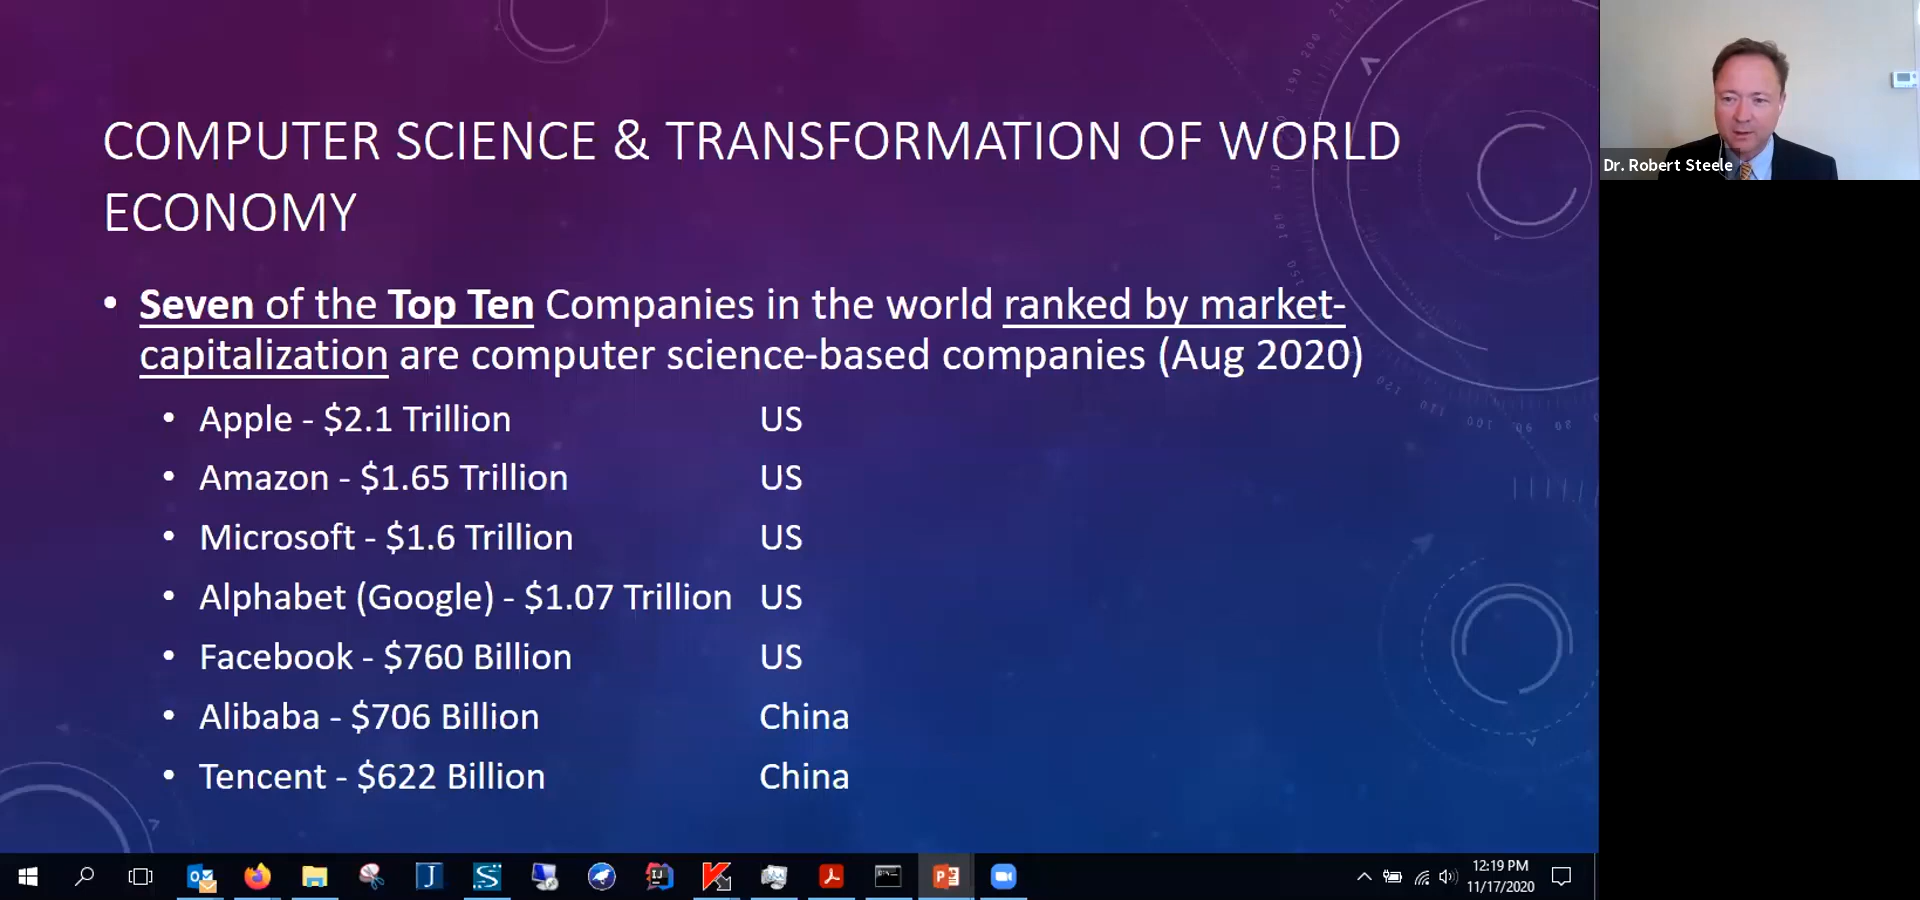 COMPUTER SCIENCE & TRANSFORMATION OF WORLD
ECONOMY
• Seven of the Top Ten Companies in the world ranked by market-
capitalization are computer science-based companies (Aug 2020)
• Apple - $2.1 Trillion US
• Amazon - $1.65 Trillion US
• Microsoft - $1.6 Trillion US
• Alphabet (Google) - $1.07 Trillion US
• Facebook - $760 Billion US
• Alibaba - $706 Billion China
• Tencent - $622 Billion China
Dr. Robert Steele
12:19 PM
11/17/2020